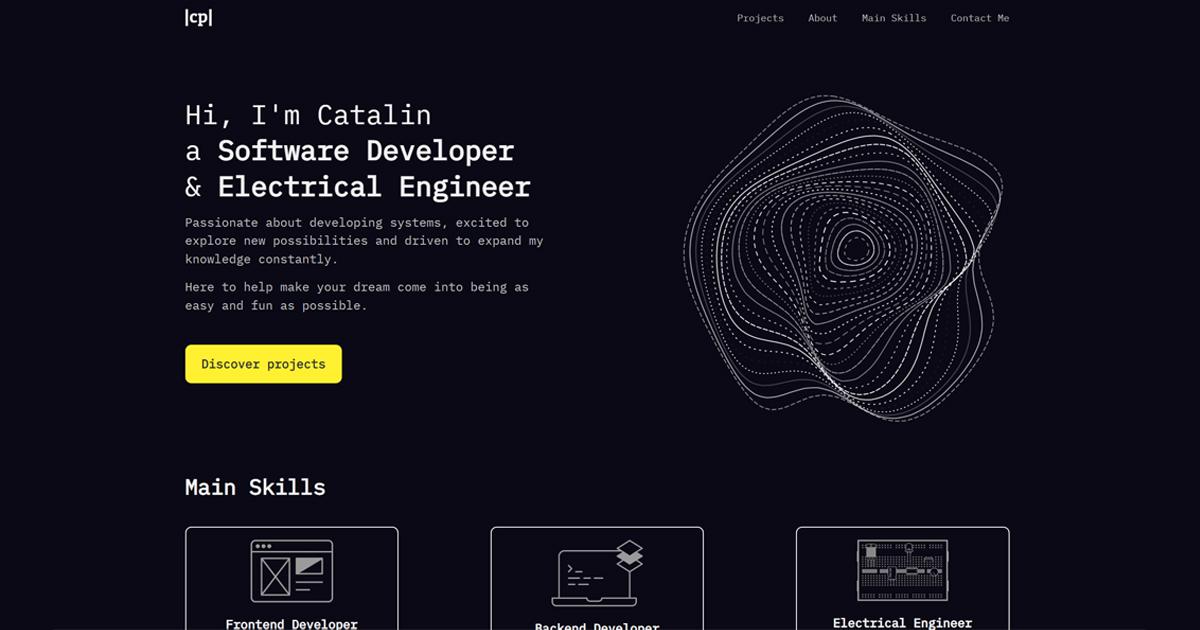 |cp|
Projects About Main Skills Contact Me
Hi, I'm Catalin
a Software Developer
& Electrical Engineer
Passionate about developing systems, excited to
explore new possibilities and driven to expand my
knowledge constantly.
Here to help make your dream come into being as
easy and fun as possible.
Discover projects
Main Skills
Frontend Developer
Backend Developer
Electrical Engineer